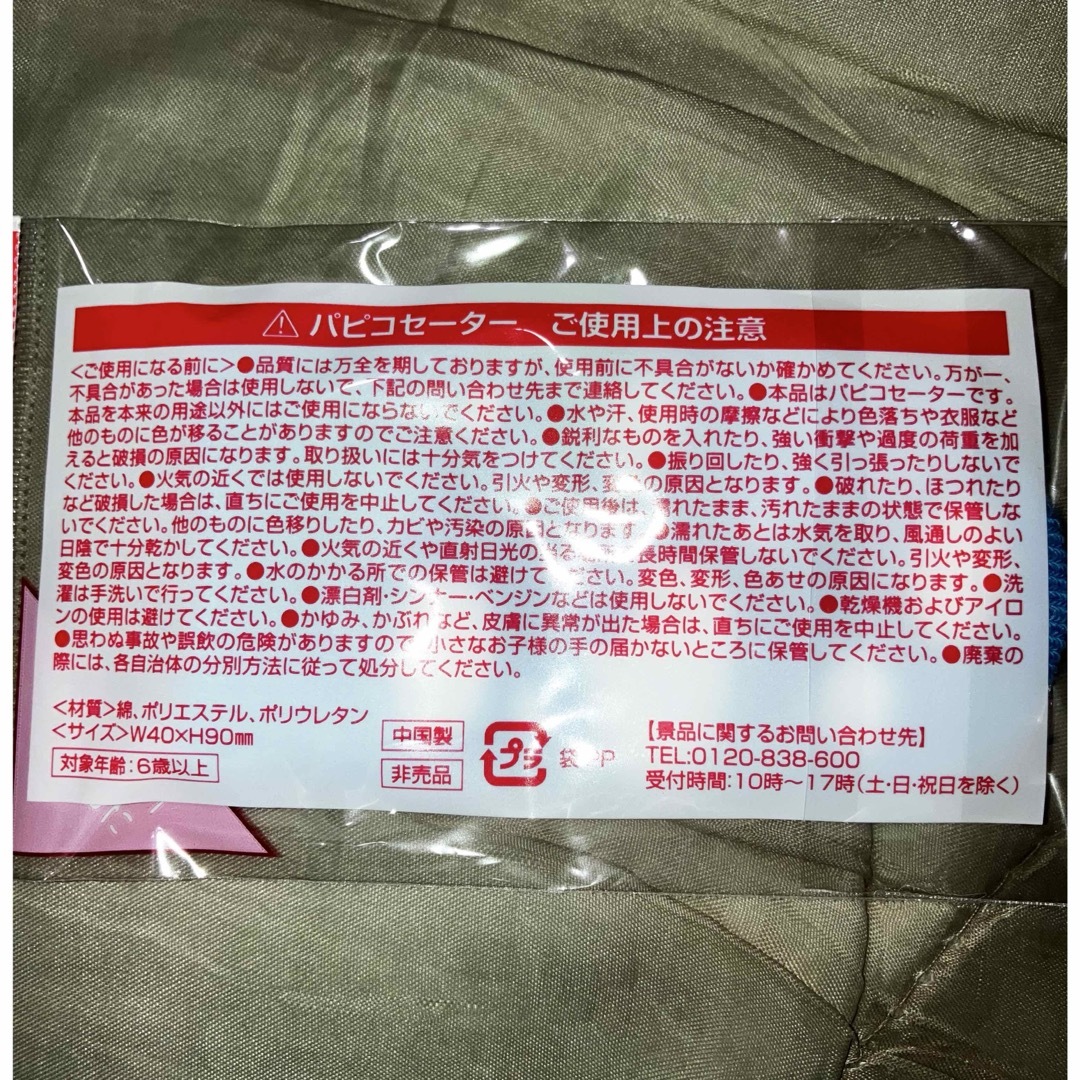 パピコセーター ご使用上の注意
<ご使用になる前に>●品質には万全を期しておりますが、使用前に不具合がないか確かめてください。万が一、
不具合があった場合は使用しないで、下記の問い合わせ先まで連絡してください。●本品はパピコセーターです。
本品を本来の用途以外にはご使用にならないでください。●水や汗、使用時の摩擦などにより色落ちや衣服など
他のものに色が移ることがありますのでご注意ください。●鋭利なものを入れたり、強い衝撃や過度の荷重を加
えると破損の原因になります。取り扱いには十分気をつけてください。●振り回したり、強く引っ張ったりしないで
ください。●火気の近くでは使用しないでください。引火や変形、変色の原因となります。●破れたり、ほつれたり
など破損した場合は、直ちにご使用を中止してください。●ご使用後は、濡れたまま、汚れたままの状態で保管しな
いでください。他のものに色移りしたり、カビや汚染の原因となります。●濡れたあとは水気を取り、風通しのよい
日陰で十分乾かしてください。●火気の近くや直射日光の当る場所で長時間保管しないでください。引火や変形、
変色の原因となります。●水のかかる所での保管は避けてください。変色、変形、色あせの原因になります。●洗
濯は手洗いで行ってください。●漂白剤・シンナー・ベンジンなどは使用しないでください。●乾燥機およびアイロ
ンの使用は避けてください。●かゆみ、かぶれなど、皮膚に異常が出た場合は、直ちにご使用を中止してください。
●思わぬ事故や誤飲の危険がありますので、小さなお子様の手の届かないところに保管してください。●廃棄の
際には、各自治体の分別方法に従って処分してください。
<材質>綿、ポリエステル、ポリウレタン
<サイズ>W40×H90mm
対象年齢:6歳以上
中国製
非売品
プラ
袋:PP
【景品に関するお問い合わせ先】
TEL:0120-838-600
受付時間:10時〜17時(土・日・祝日を除く)